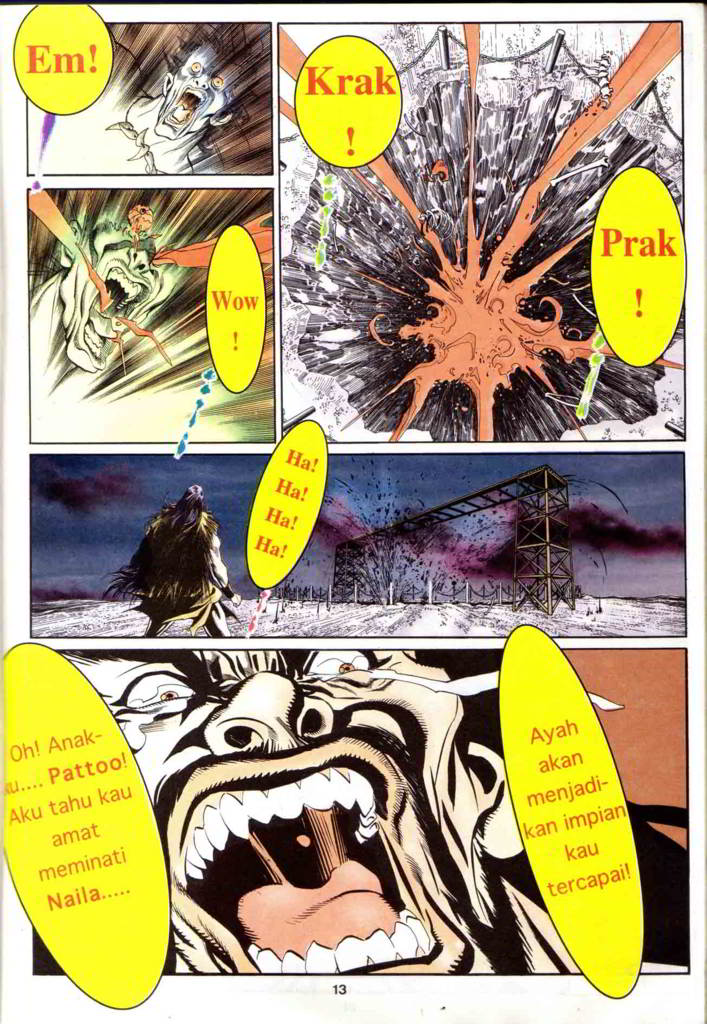 Em!
Krak
!
Wow
!
Prak
!
Ha!
Ha!
Ha!
Ha!
Oh! Anak-
ku.... Pattoo!
Aku tahu kau
amat
meminati
Naila.....
Ayah
akan
menjadi-
kan impian
kau
tercapai!
13